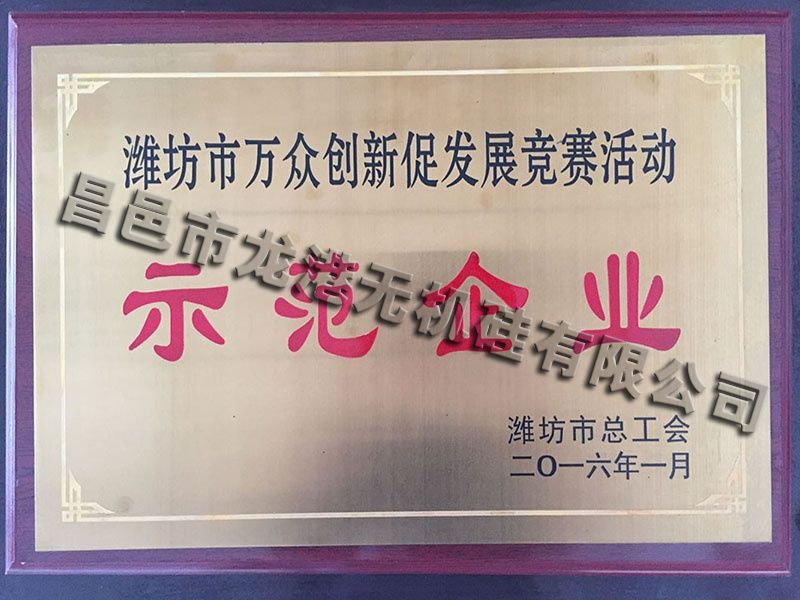 潍坊市万众创新促发展竞赛活动
昌邑市龙港无机硅有限公司
示范企业
潍坊市总工会
二〇一六年一月